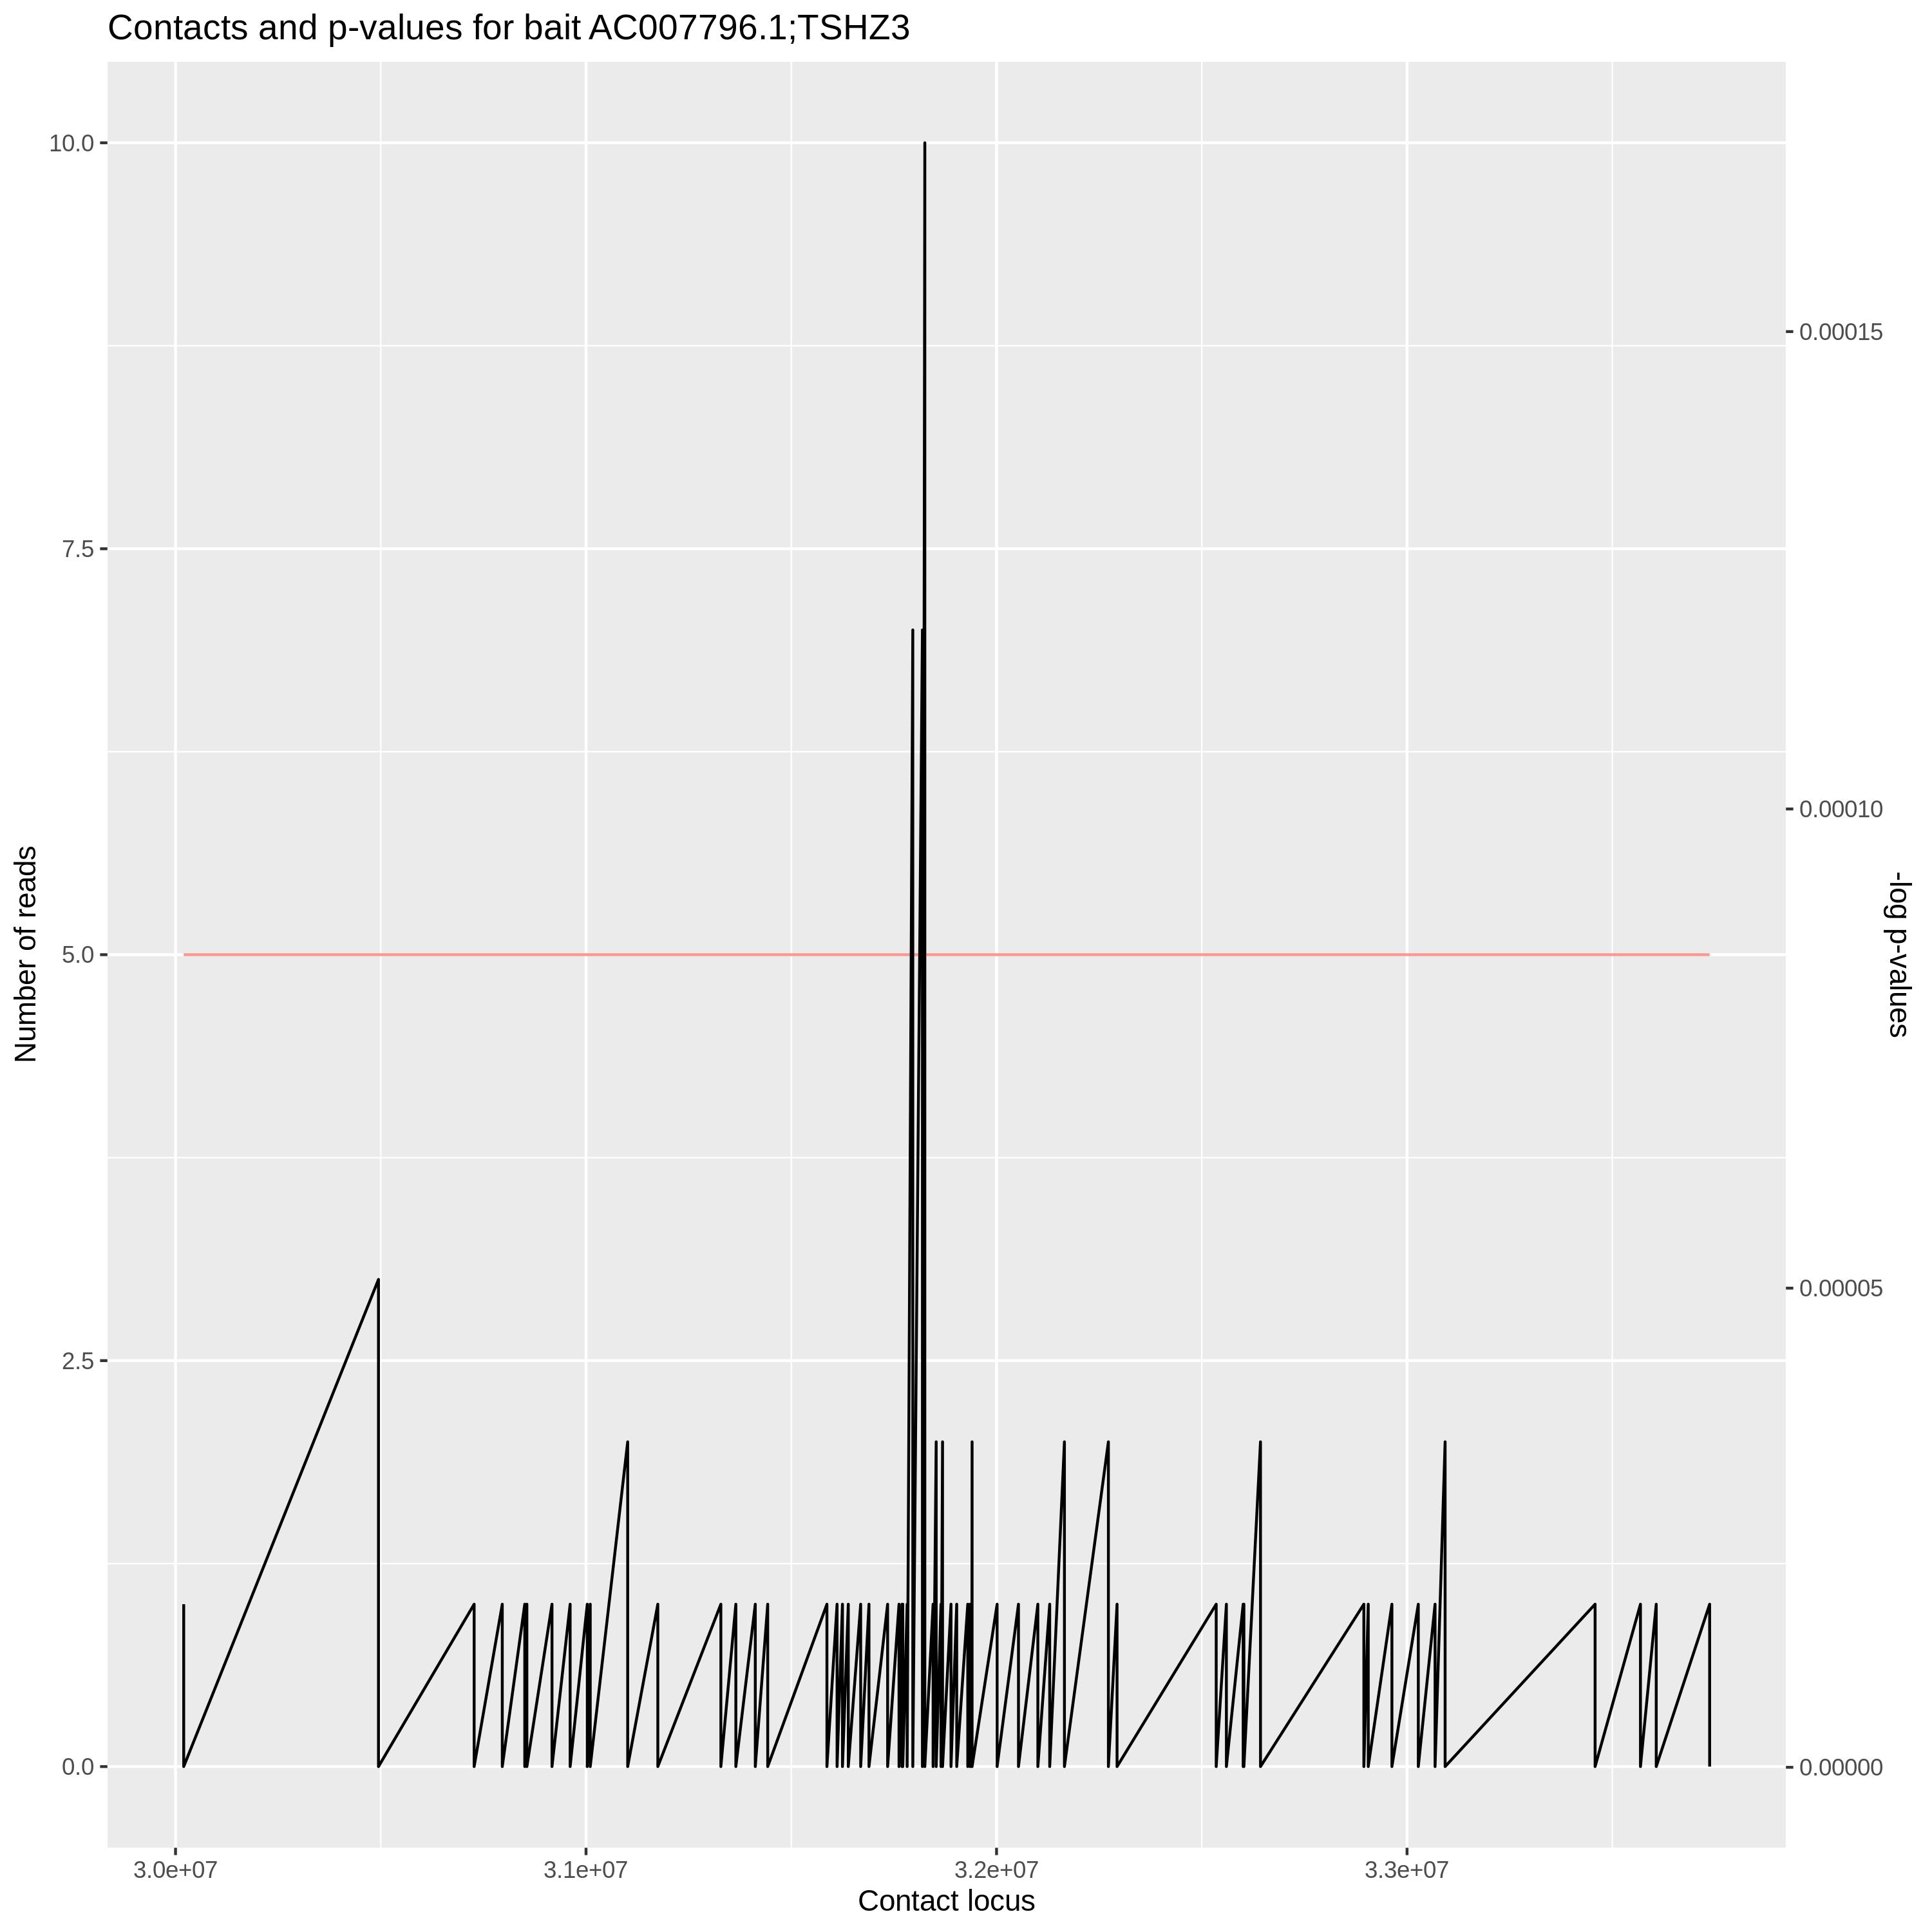 Contacts and p-values for bait AC007796.1;TSHZ3
10.0
7.5
5.0
2.5
0.0
Number of reads
0.00015
0.00010
0.00005
0.00000
-log p-values
3.0e+07 3.1e+07 3.2e+07 3.3e+07
Contact locus